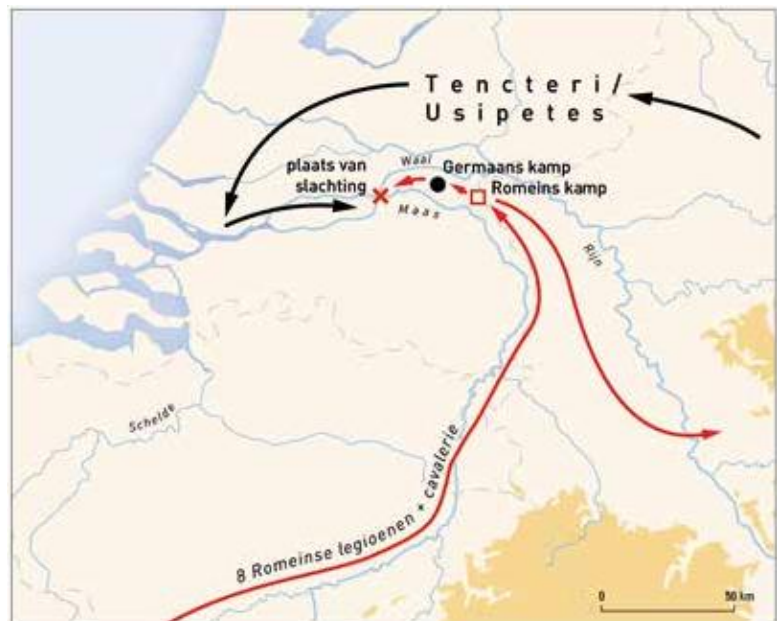 Tencteri/
Usipetes
plaats van
slachting
Waal
Germaans kamp
Romeins kamp
Maas
Rijn
Schelde
8 Romeinse legioenen + cavalerie
0 50 km